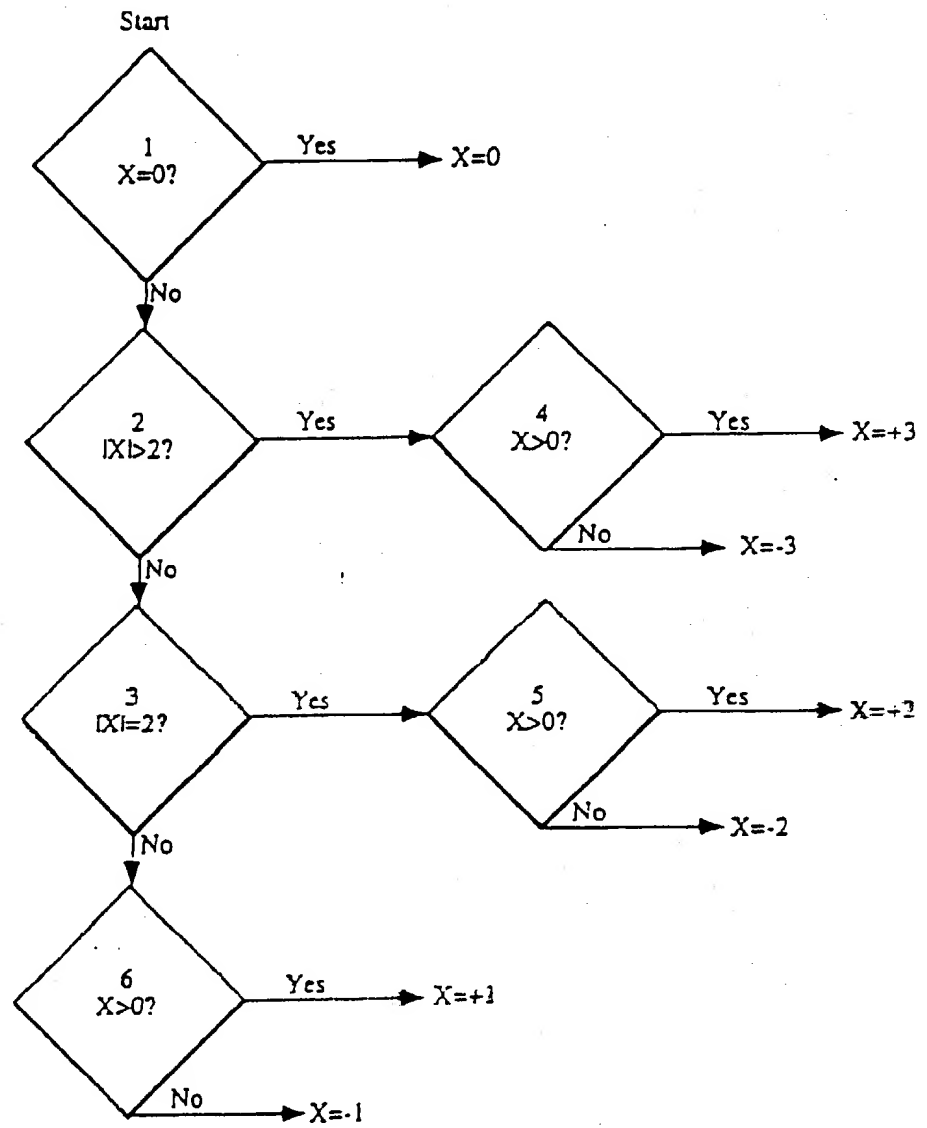 Start
1
X=0?
Yes
X=0
No
2
|X|>2?
Yes
4
X>0?
Yes
X=+3
No
X=-3
No
3
|X|=2?
Yes
5
X>0?
Yes
X=+2
No
X=-2
No
6
X>0?
Yes
X=+1
No
X=-1